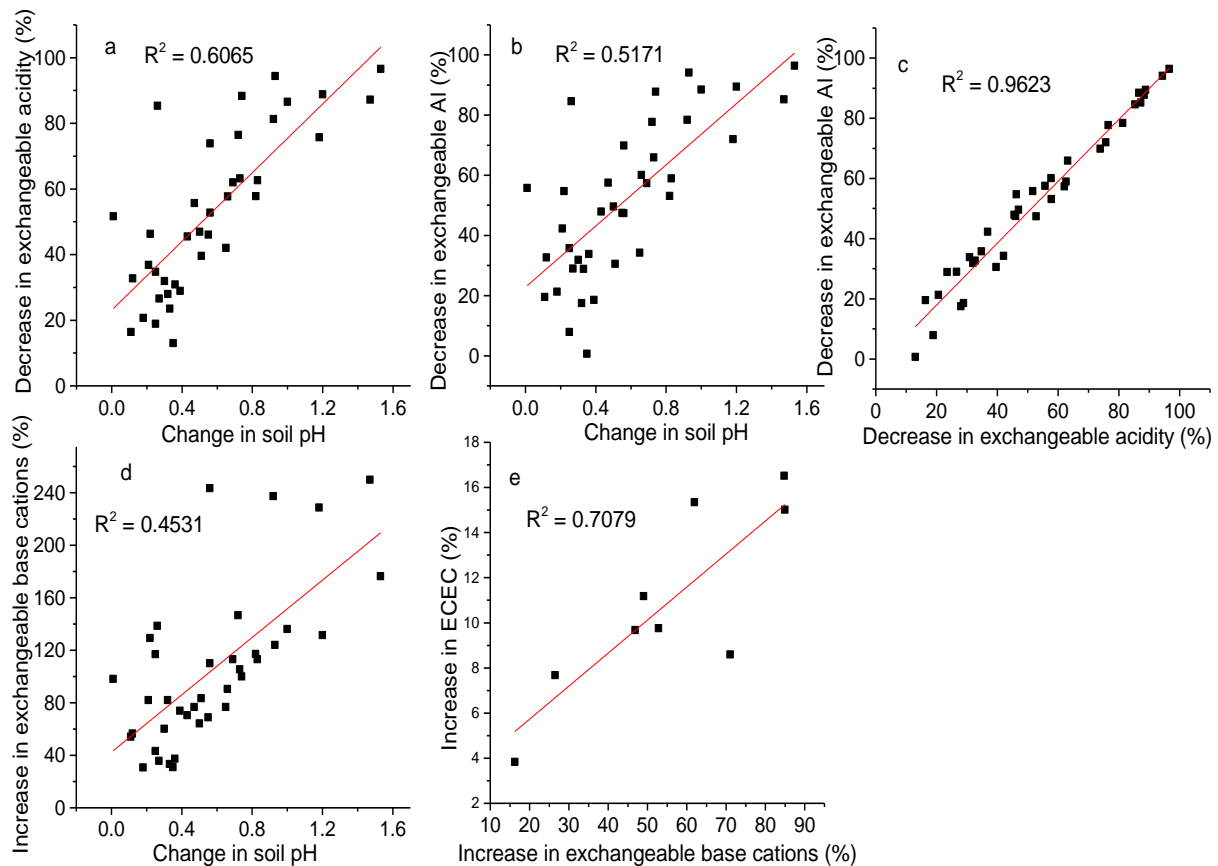 a
R² = 0.6065
Decrease in exchangeable acidity (%)
100
80
60
40
20
0
0.0 0.4 0.8 1.2 1.6
Change in soil pH
b
R² = 0.5171
Decrease in exchangeable Al (%)
100
80
60
40
20
0
0.0 0.4 0.8 1.2 1.6
Change in soil pH
c
R² = 0.9623
Decrease in exchangeable Al (%)
100
80
60
40
20
0
0 20 40 60 80 100
Decrease in exchangeable acidity (%)
d
R² = 0.4531
Increase in exchangeable base cations (%)
240
200
160
120
80
40
0
0.0 0.4 0.8 1.2 1.6
Change in soil pH
e
R² = 0.7079
Increase in ECEC (%)
18
16
14
12
10
8
6
4
2
10 20 30 40 50 60 70 80 90
Increase in exchangeable base cations (%)